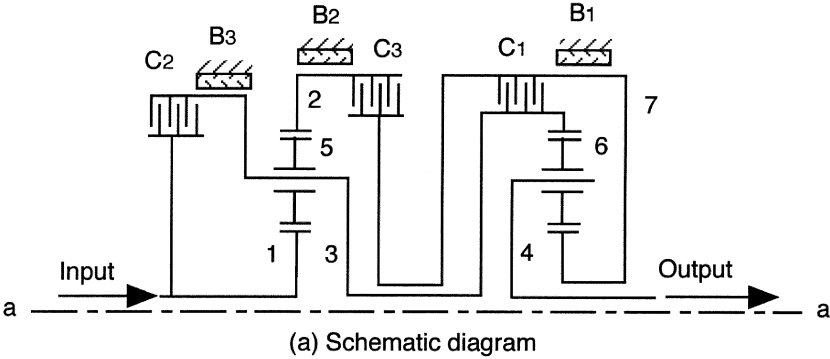 B2
B1
B3
C3
C1
C2
2
7
5
6
1
3
4
Input
Output
a
a
(a) Schematic diagram